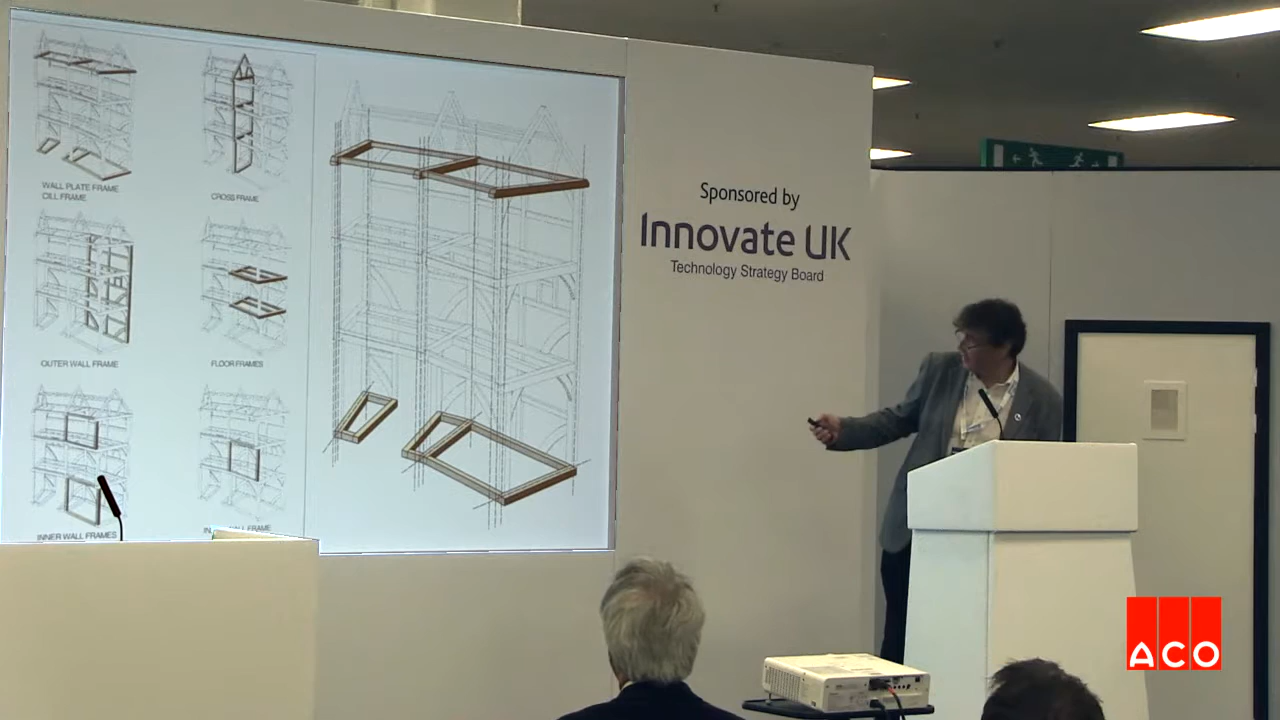 WALL PLATE FRAME
CILL FRAME
CROSS FRAME
OUTER WALL FRAME
FLOOR FRAMES
INNER WALL FRAMES
FRAME
Sponsored by
Innovate UK
Technology Strategy Board
ACO